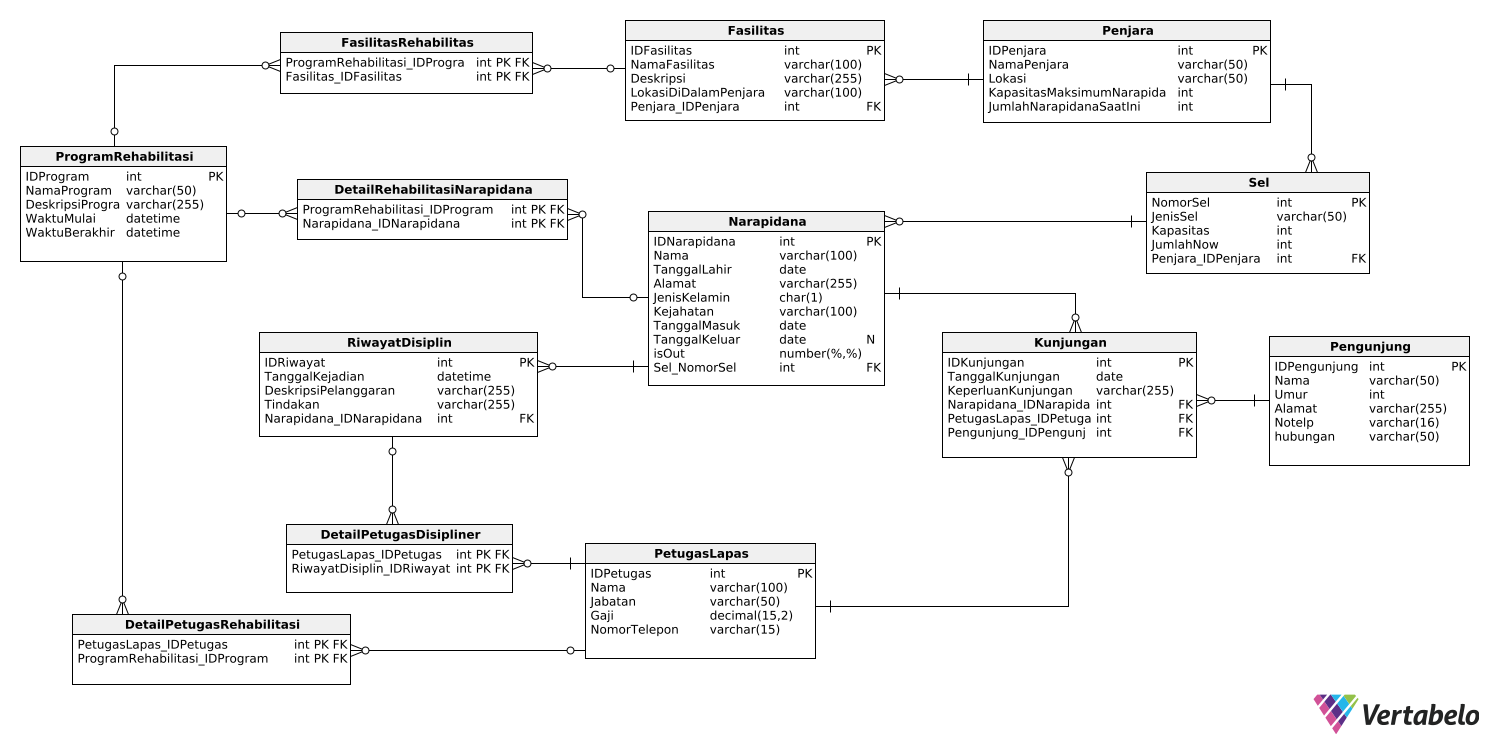 FasilitasRehabilitas
ProgramRehabilitasi_IDProgra int PK FK
Fasilitas_IDFasilitas int PK FK
Fasilitas
IDFasilitas int PK
NamaFasilitas varchar(100)
Deskripsi varchar(255)
LokasiDiDalamPenjara varchar(100)
Penjara_IDPenjara int FK
Penjara
IDPenjara int PK
NamaPenjara varchar(50)
Lokasi varchar(50)
KapasitasMaksimumNarapida int
JumlahNarapidanaSaatIni int
ProgramRehabilitasi
IDProgram int PK
NamaProgram varchar(50)
DeskripsiProgra varchar(255)
WaktuMulai datetime
WaktuBerakhir datetime
DetailRehabilitasiNarapidana
ProgramRehabilitasi_IDProgram int PK FK
Narapidana_IDNarapidana int PK FK
Narapidana
IDNarapidana int PK
Nama varchar(100)
TanggalLahir date
Alamat varchar(255)
JenisKelamin char(1)
Kejahatan varchar(100)
TanggalMasuk date
TanggalKeluar date N
isOut number(%,%)
Sel_NomorSel int FK
Sel
NomorSel int PK
JenisSel varchar(50)
Kapasitas int
JumlahNow int
Penjara_IDPenjara int FK
RiwayatDisiplin
IDRiwayat int PK
TanggalKejadian datetime
DeskripsiPelanggaran varchar(255)
Tindakan varchar(255)
Narapidana_IDNarapidana int FK
Kunjungan
IDKunjungan int PK
TanggalKunjungan date
KeperluanKunjungan varchar(255)
Narapidana_IDNarapida int FK
PetugasLapas_IDPetuga int FK
Pengunjung_IDPengunj int FK
Pengunjung
IDPengunjung int PK
Nama varchar(50)
Umur int
Alamat varchar(255)
Notelp varchar(16)
hubungan varchar(50)
DetailPetugasDisipliner
PetugasLapas_IDPetugas int PK FK
RiwayatDisiplin_IDRiwayat int PK FK
PetugasLapas
IDPetugas int PK
Nama varchar(100)
Jabatan varchar(50)
Gaji decimal(15,2)
NomorTelepon varchar(15)
DetailPetugasRehabilitasi
PetugasLapas_IDPetugas int PK FK
ProgramRehabilitasi_IDProgram int PK FK
Vertabelo